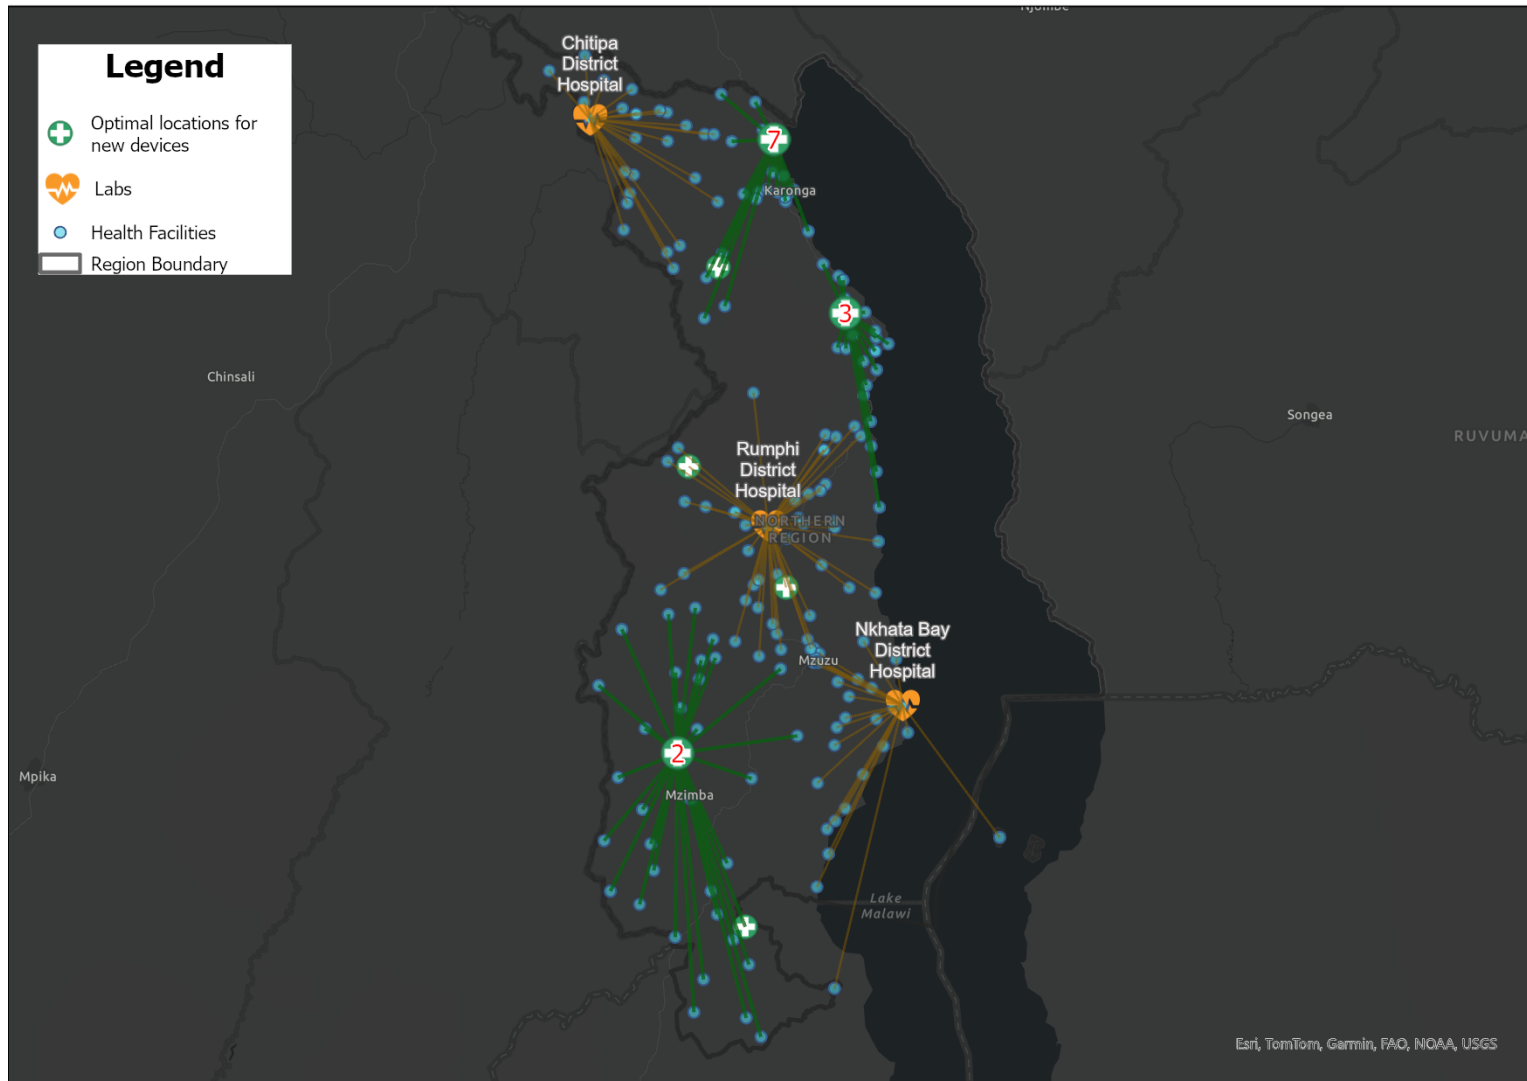 Njombe
Legend
Optimal locations for
new devices
Labs
Health Facilities
Region Boundary
Chitipa
District
Hospital
7
Karonga
3
Chinsali
Songea
RUVUMA
Rumphi
District
Hospital
NORTHERN
REGION
Nkhata Bay
District
Hospital
Mzuzu
2
Mzimba
Mpika
Lake
Malawi
Esri, TomTom, Garmin, FAO, NOAA, USGS